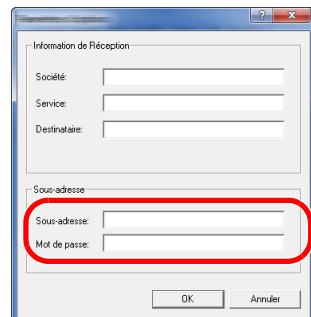 Information de Réception
Société:
Service:
Destinataire:
Sous-adresse
Sous-adresse:
Mot de passe:
OK Annuler